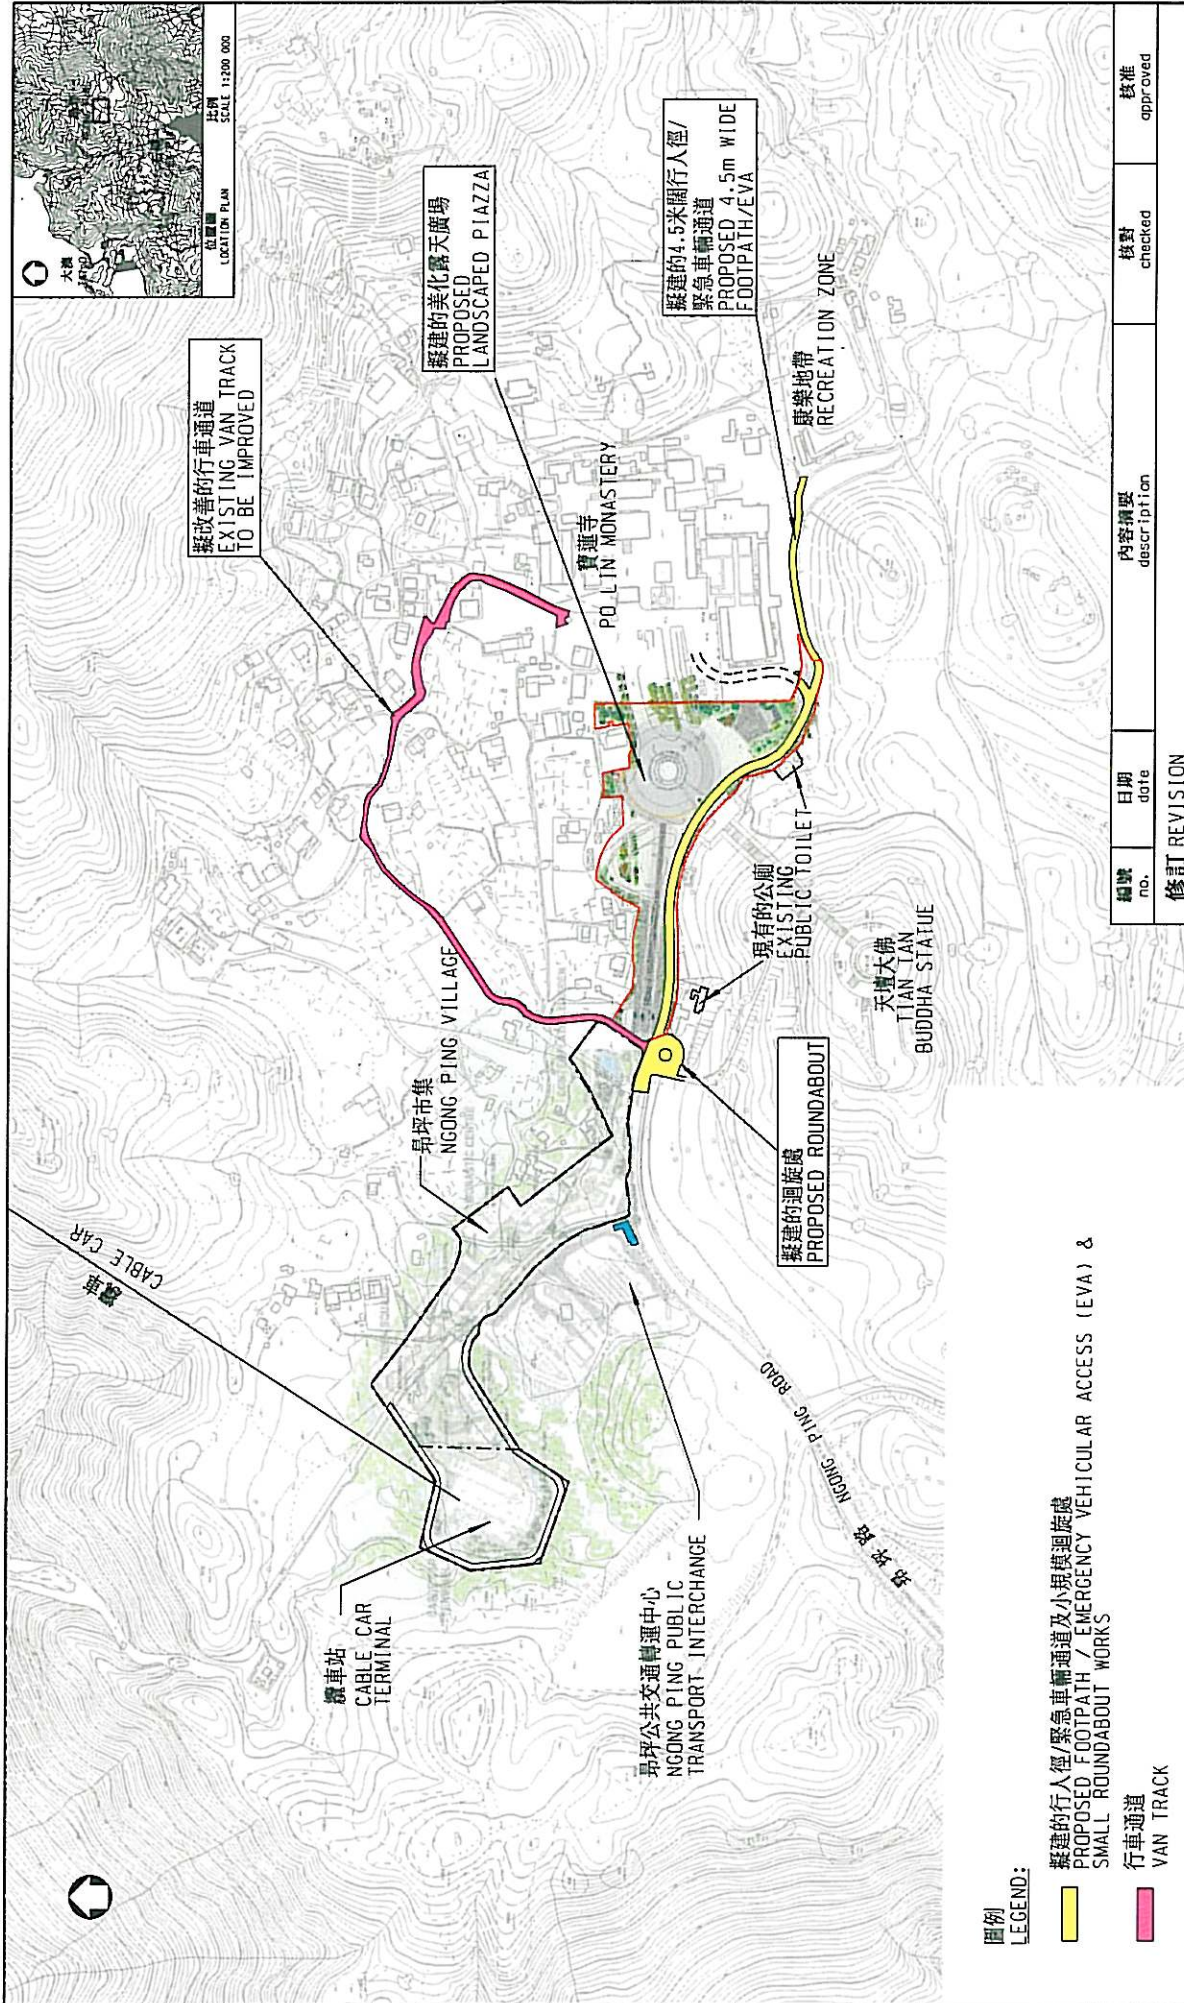 大澳
位置圖
LOCATION PLAN
比例
SCALE 1:200 000
纜車
CABLE CAR
擬改善的行車通道
EXISTING VAN TRACK
TO BE IMPROVED
擬建的美化露天廣場
PROPOSED
LANDSCAPED PIAZZA
擬建的4.5米闊行人徑/
緊急車輛通道
PROPOSED 4.5m WIDE
FOOTPATH/EVA
纜車站
CABLE CAR
TERMINAL
昂坪市集
NGONG PING VILLAGE
寶蓮寺
PO LIN MONASTERY
康樂地帶
RECREATION ZONE
昂坪公共交通轉運中心
NGONG PING PUBLIC
TRANSPORT INTERCHANGE
昂坪路 NGONG PING ROAD
擬建的迴旋處
PROPOSED ROUNDABOUT
現有的公廁
EXISTING
PUBLIC TOILET
天壇大佛
TIAN TAN
BUDDHA STATUE
圖例
LEGEND:
擬建的行人徑/緊急車輛通道及小規模迴旋處
PROPOSED FOOTPATH / EMERGENCY VEHICULAR ACCESS (EVA) &
SMALL ROUNDABOUT WORKS
行車通道
VAN TRACK
編號 日期 內容摘要 核對 核准
no. date description checked approved
修訂 REVISION